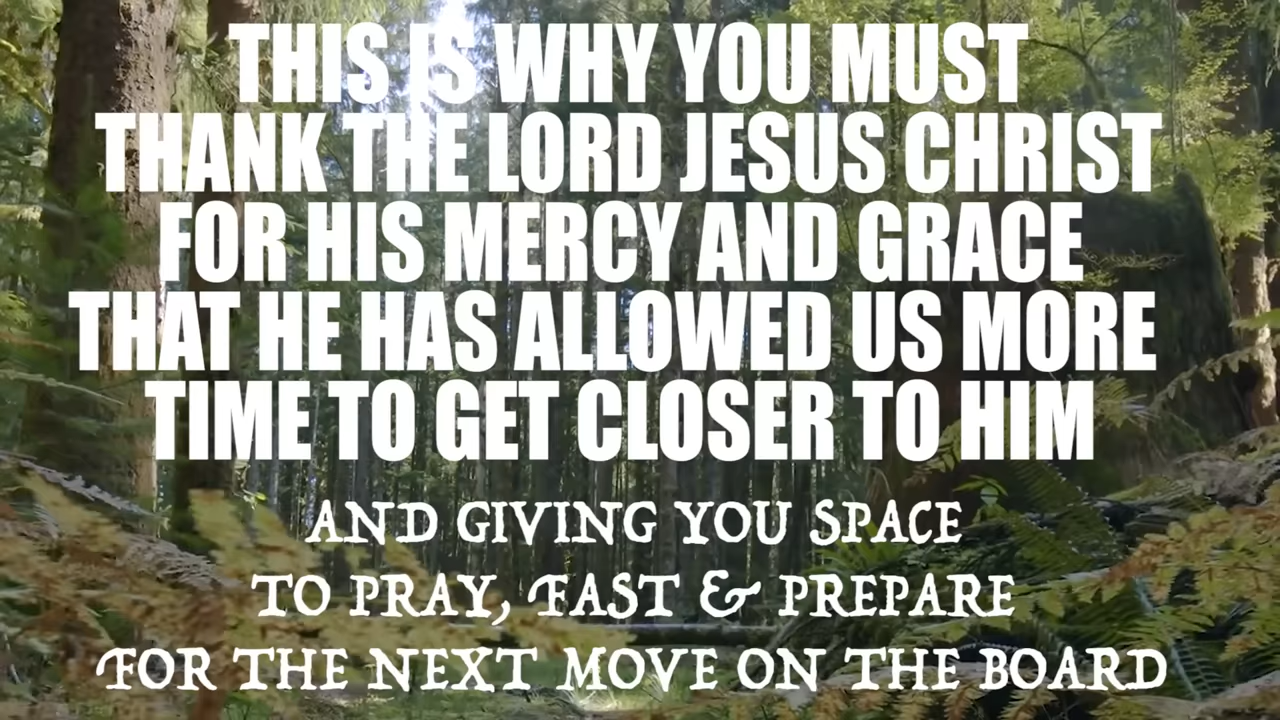 THIS IS WHY YOU MUST
THANK THE LORD JESUS CHRIST
FOR HIS MERCY AND GRACE
THAT HE HAS ALLOWED US MORE
TIME TO GET CLOSER TO HIM
AND GIVING YOU SPACE
TO PRAY, FAST & PREPARE
FOR THE NEXT MOVE ON THE BOARD